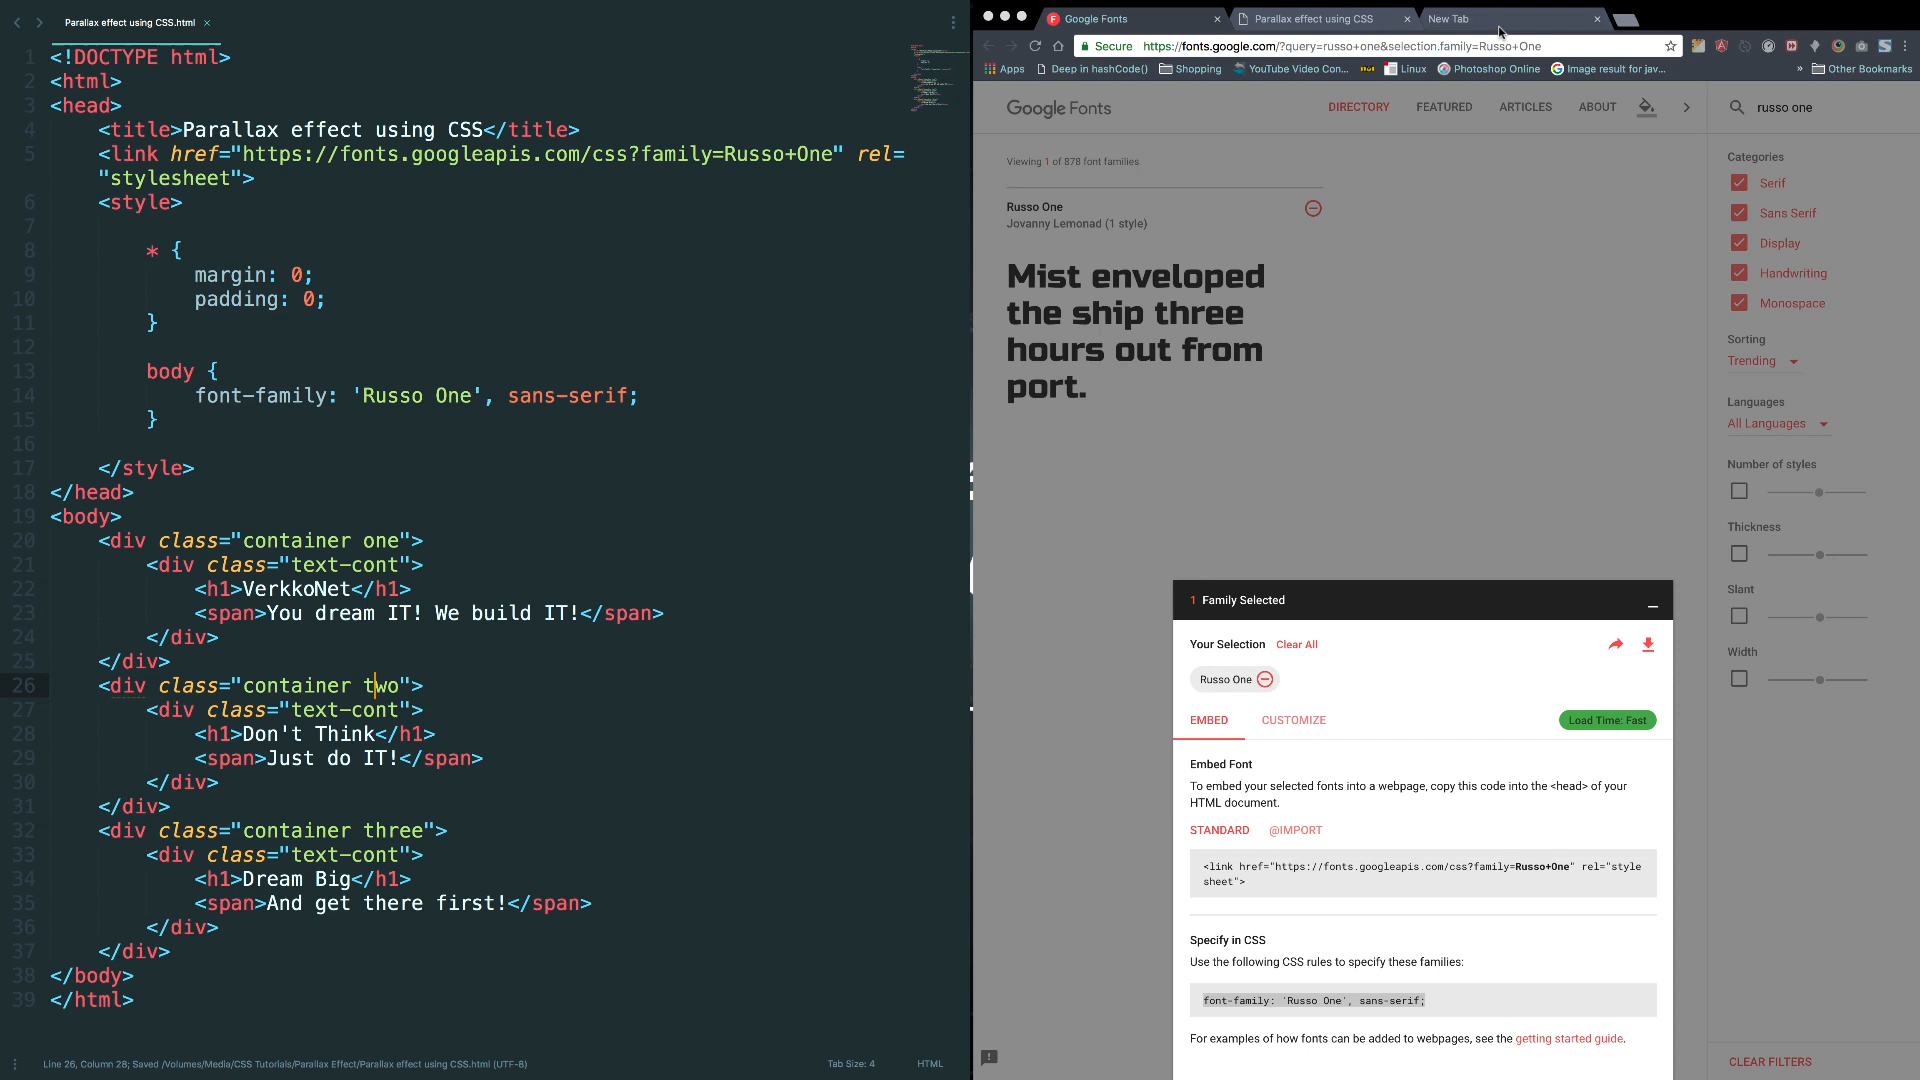 Parallax effect using CSS.html ×
1 <!DOCTYPE html>
2 <html>
3 <head>
4 <title>Parallax effect using CSS</title>
5 <link href="https://fonts.googleapis.com/css?family=Russo+One" rel=
"stylesheet">
6 <style>
7
8 * {
9 margin: 0;
10 padding: 0;
11 }
12
13 body {
14 font-family: 'Russo One', sans-serif;
15 }
16
17 </style>
18 </head>
19 <body>
20 <div class="container one">
21 <div class="text-cont">
22 <h1>VerkkoNet</h1>
23 <span>You dream IT! We build IT!</span>
24 </div>
25 </div>
26 <div class="container two">
27 <div class="text-cont">
28 <h1>Don't Think</h1>
29 <span>Just do IT!</span>
30 </div>
31 </div>
32 <div class="container three">
33 <div class="text-cont">
34 <h1>Dream Big</h1>
35 <span>And get there first!</span>
36 </div>
37 </div>
38 </body>
39 </html>
Line 26, Column 28; Saved /Volumes/Media/CSS Tutorials/Parallax Effect/Parallax effect using CSS.html (UTF-8) Tab Size: 4 HTML
Google Fonts × Parallax effect using CSS × New Tab ×
Secure https://fonts.google.com/?query=russo+one&selection.family=Russo+One
Apps Deep in hashCode() Shopping YouTube Video Con... Linux Photoshop Online Image result for jav... » Other Bookmarks
Google Fonts DIRECTORY FEATURED ARTICLES ABOUT russo one
Viewing 1 of 878 font families
Russo One
Jovanny Lemonad (1 style)
Mist enveloped
the ship three
hours out from
port.
Categories
Serif
Sans Serif
Display
Handwriting
Monospace
Sorting
Trending
Languages
All Languages
Number of styles
Thickness
Slant
Width
CLEAR FILTERS
1 Family Selected
Your Selection Clear All
Russo One
EMBED CUSTOMIZE Load Time: Fast
Embed Font
To embed your selected fonts into a webpage, copy this code into the <head> of your
HTML document.
STANDARD @IMPORT
<link href="https://fonts.googleapis.com/css?family=Russo+One" rel="style
sheet">
Specify in CSS
Use the following CSS rules to specify these families:
font-family: 'Russo One', sans-serif;
For examples of how fonts can be added to webpages, see the getting started guide.